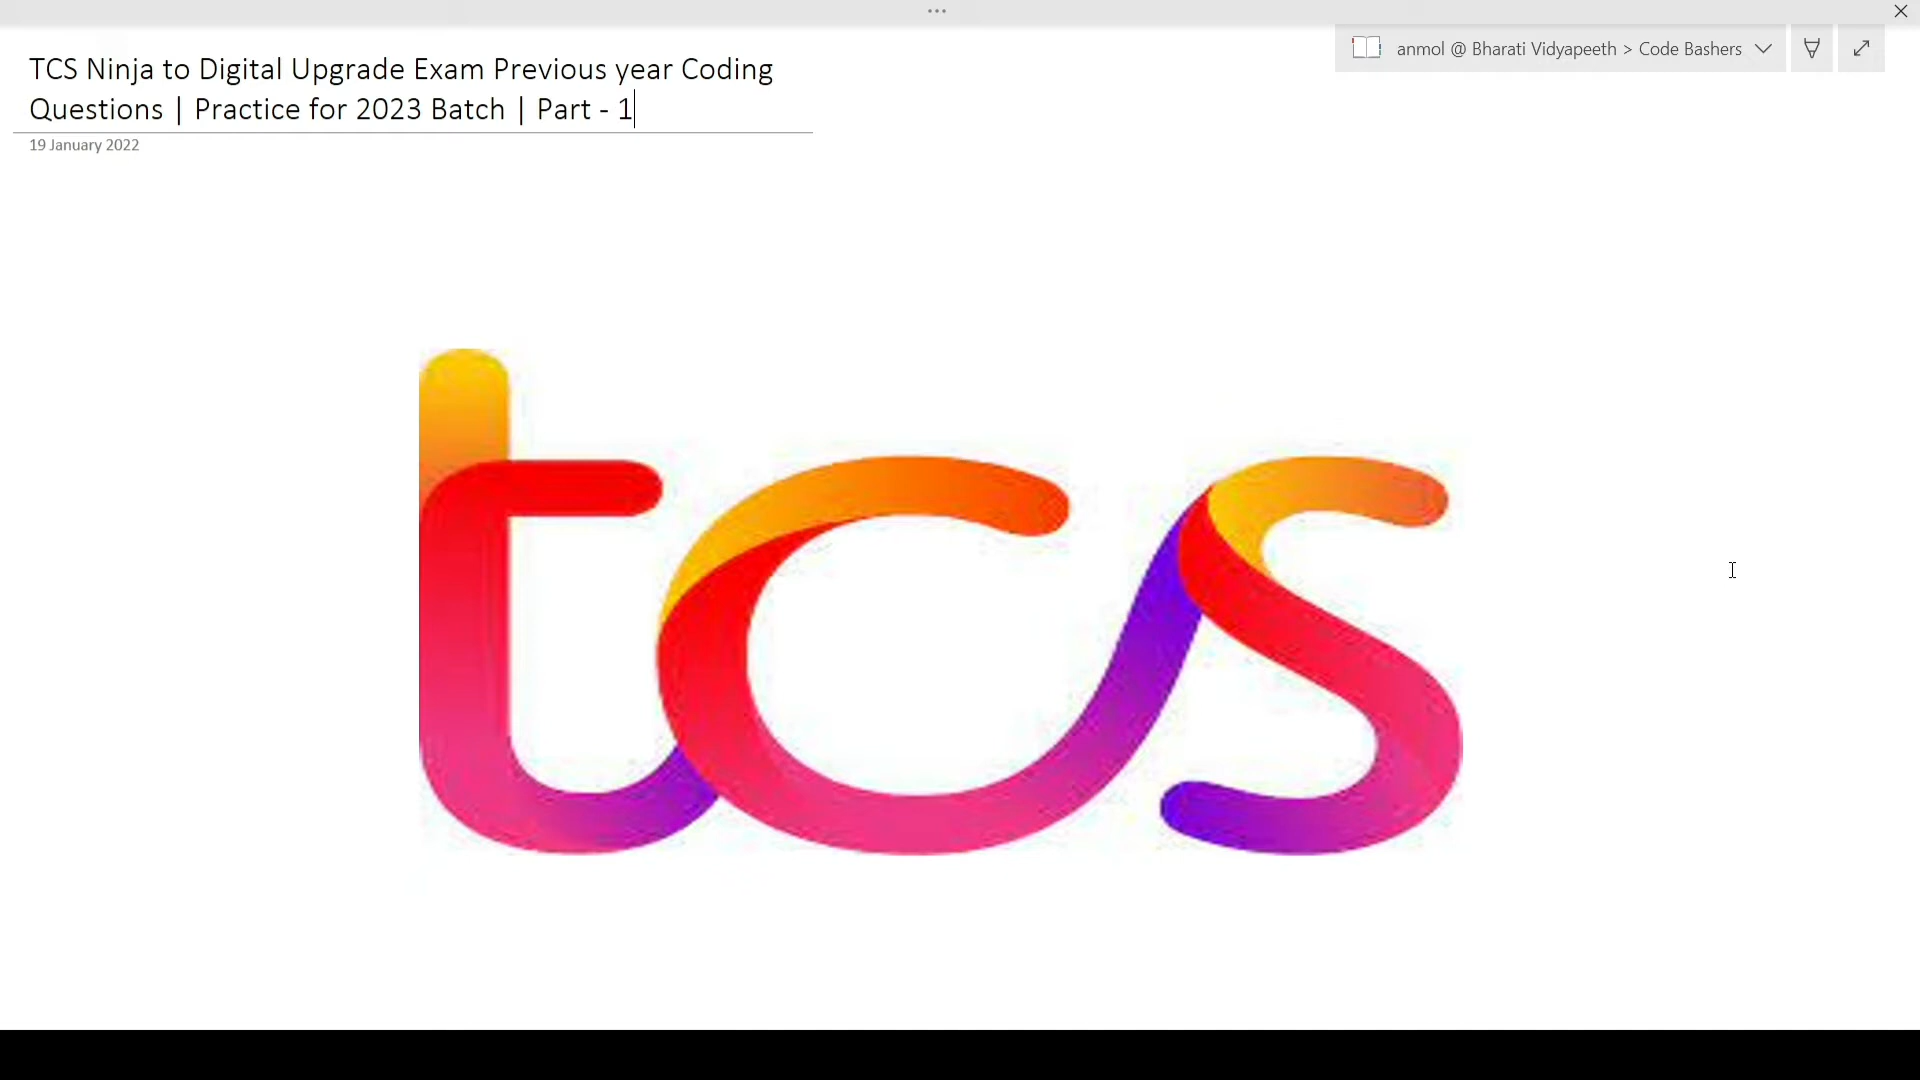 anmol @ Bharati Vidyapeeth > Code Bashers
TCS Ninja to Digital Upgrade Exam Previous year Coding
Questions | Practice for 2023 Batch | Part - 1
19 January 2022
tcs